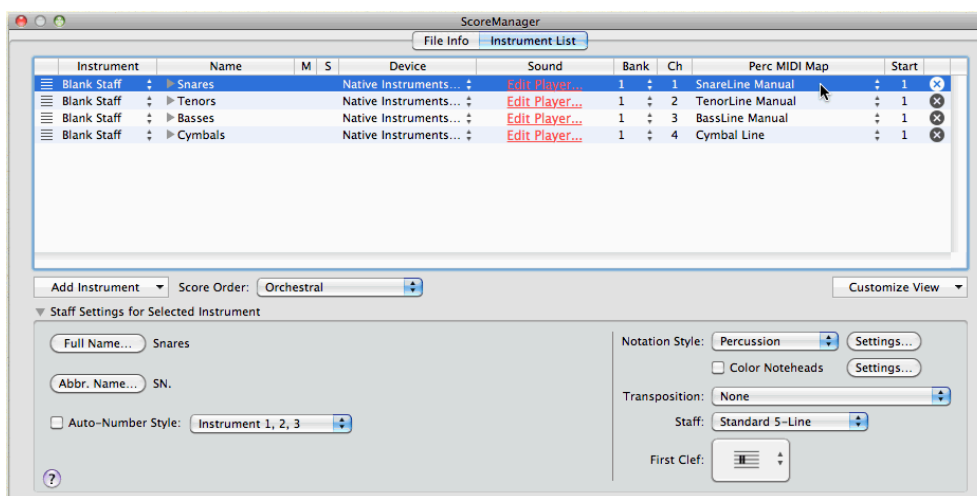 ScoreManager
File Info Instrument List
Instrument Name M S Device Sound Bank Ch Perc MIDI Map Start
Blank Staff Snares Native Instruments... Edit Player... 1 1 SnareLine Manual 1
Blank Staff Tenors Native Instruments... Edit Player... 1 2 TenorLine Manual 1
Blank Staff Basses Native Instruments... Edit Player... 1 3 BassLine Manual 1
Blank Staff Cymbals Native Instruments... Edit Player... 1 4 Cymbal Line 1
Add Instrument Score Order: Orchestral Customize View
Staff Settings for Selected Instrument
Full Name... Snares
Notation Style: Percussion Settings...
Color Noteheads Settings...
Abbr. Name... SN.
Transposition: None
Auto-Number Style: Instrument 1, 2, 3
Staff: Standard 5-Line
First Clef:
?